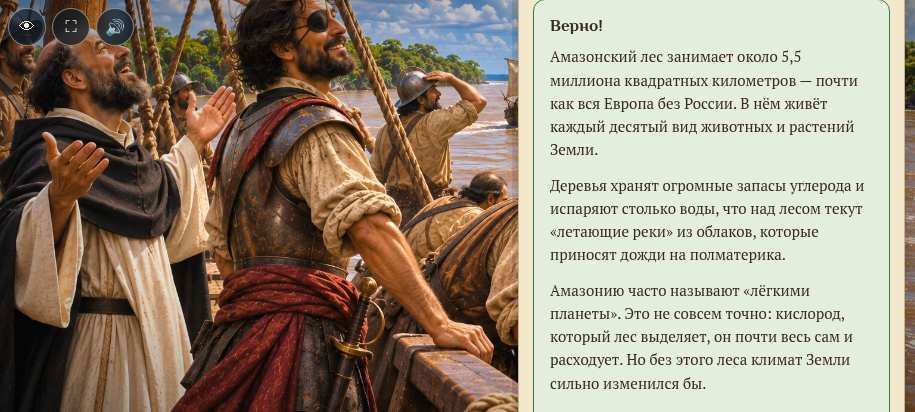 Верно!
Амазонский лес занимает около 5,5
миллиона квадратных километров — почти
как вся Европа без России. В нём живёт
каждый десятый вид животных и растений
Земли.
Деревья хранят огромные запасы углерода и
испаряют столько воды, что над лесом текут
«летающие реки» из облаков, которые
приносят дожди на полматерика.
Амазонию часто называют «лёгкими
планеты». Это не совсем точно: кислород,
который лес выделяет, он почти весь сам и
расходует. Но без этого леса климат Земли
сильно изменился бы.